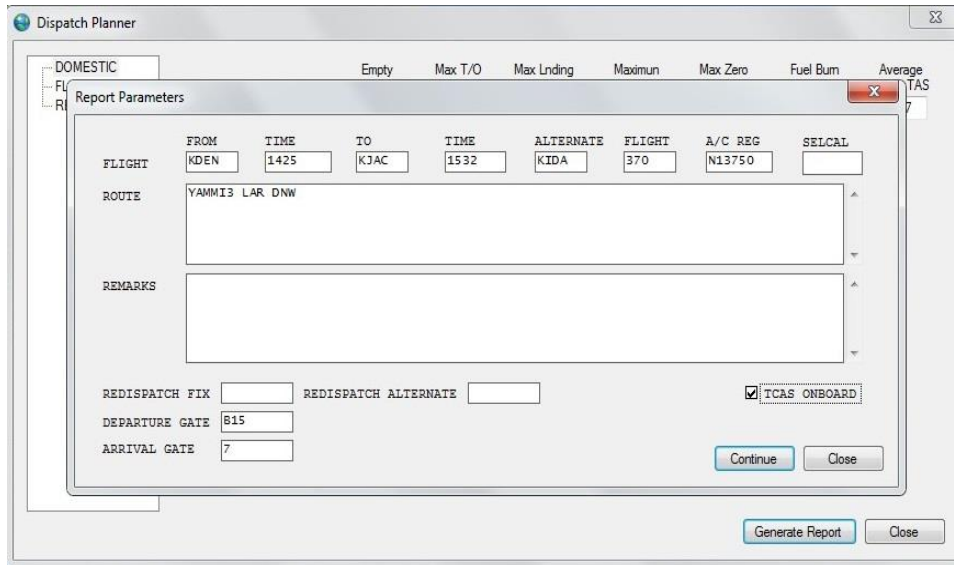 Dispatch Planner
DOMESTIC
Empty Max T/O Max Lnding Maximun Max Zero Fuel Burn Average
TAS
Report Parameters
FROM TIME TO TIME ALTERNATE FLIGHT A/C REG SELCAL
FLIGHT KDEN 1425 KJAC 1532 KIDA 370 N13750
ROUTE YAMMI3 LAR DNW
REMARKS
REDISPATCH FIX REDISPATCH ALTERNATE TCAS ONBOARD
DEPARTURE GATE B15
ARRIVAL GATE 7
Continue Close
Generate Report Close